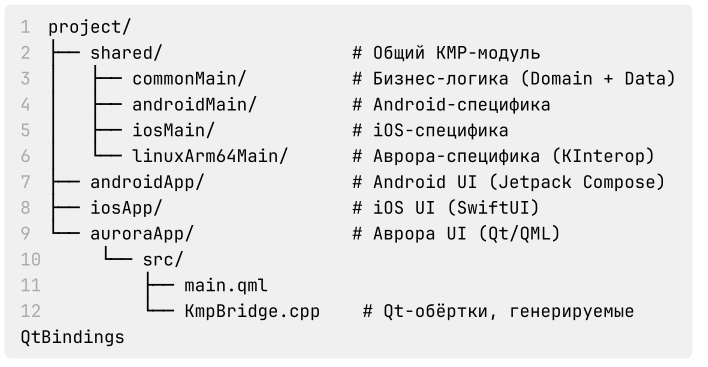 1 project/
2 ├── shared/ # Общий KMP-модуль
3 │ ├── commonMain/ # Бизнес-логика (Domain + Data)
4 │ ├── androidMain/ # Android-специфика
5 │ ├── iosMain/ # iOS-специфика
6 │ └── linuxArm64Main/ # Аврора-специфика (KInterop)
7 ├── androidApp/ # Android UI (Jetpack Compose)
8 ├── iosApp/ # iOS UI (SwiftUI)
9 └── auroraApp/ # Аврора UI (Qt/QML)
10 └── src/
11 ├── main.qml
12 └── KmpBridge.cpp # Qt-обёртки, генерируемые
QtBindings